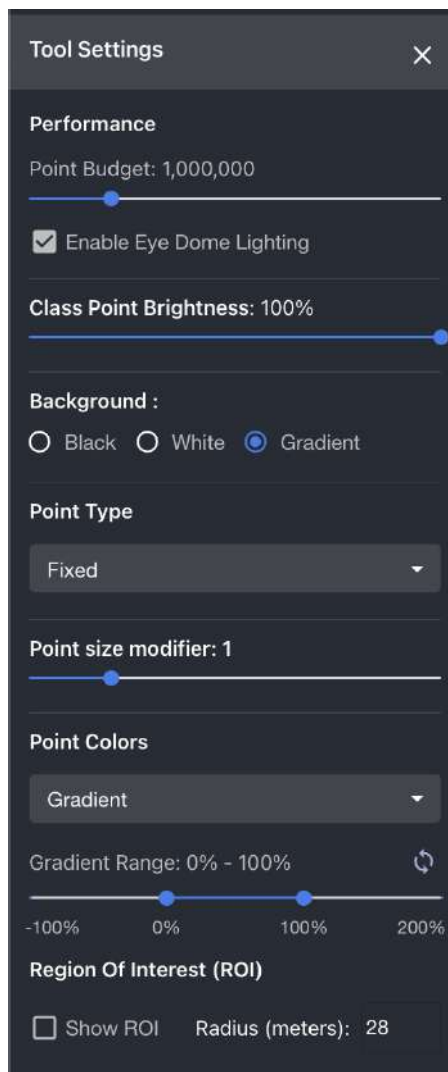 Tool Settings
Performance
Point Budget: 1,000,000
Enable Eye Dome Lighting
Class Point Brightness: 100%
Background :
Black White Gradient
Point Type
Fixed
Point size modifier: 1
Point Colors
Gradient
Gradient Range: 0% - 100%
-100% 0% 100% 200%
Region Of Interest (ROI)
Show ROI Radius (meters): 28